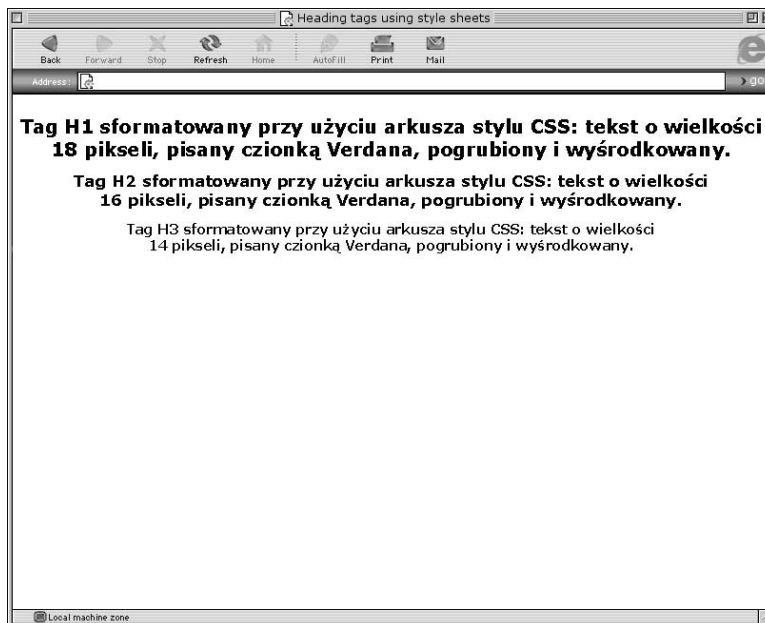 Heading tags using style sheets
Back Forward Stop Refresh Home AutoFill Print Mail
Address: go
Tag H1 sformatowany przy użyciu arkusza stylu CSS: tekst o wielkości
18 pikseli, pisany czionką Verdana, pogrubiony i wyśrodkowany.
Tag H2 sformatowany przy użyciu arkusza stylu CSS: tekst o wielkości
16 pikseli, pisany czionką Verdana, pogrubiony i wyśrodkowany.
Tag H3 sformatowany przy użyciu arkusza stylu CSS: tekst o wielkości
14 pikseli, pisany czionką Verdana, pogrubiony i wyśrodkowany.
Local machine zone